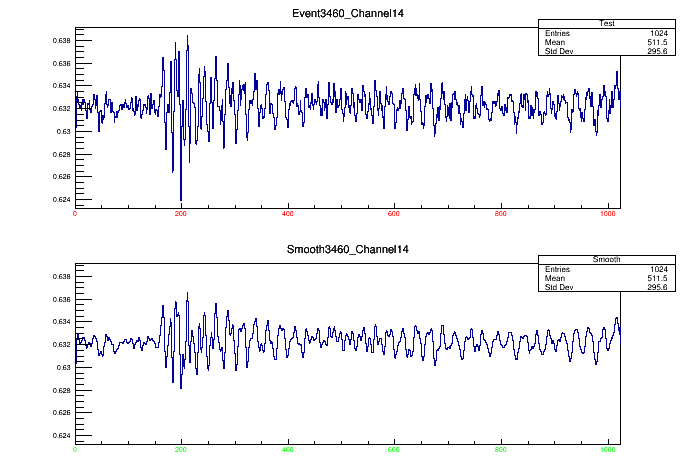 Event3460_Channel14
Test
Entries 1024
Mean 511.5
Std Dev 295.6
0.638
0.636
0.634
0.632
0.63
0.628
0.626
0.624
0 200 400 600 800 1000
Smooth3460_Channel14
Smooth
Entries 1024
Mean 511.5
Std Dev 295.6
0.638
0.636
0.634
0.632
0.63
0.628
0.626
0.624
0 200 400 600 800 1000